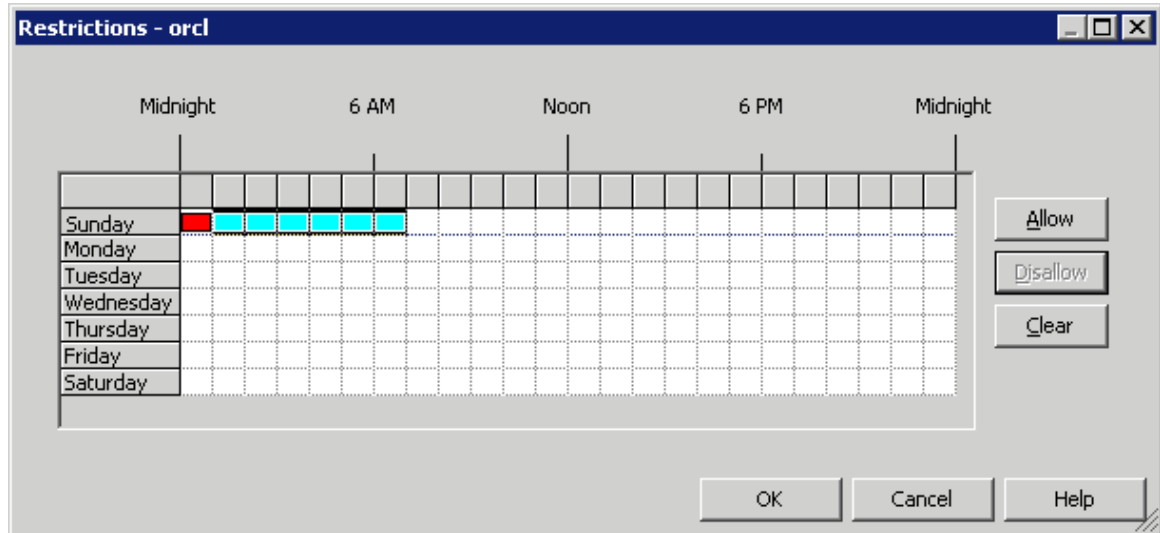 Restrictions - orcl
Midnight 6 AM Noon 6 PM Midnight
Sunday
Monday
Tuesday
Wednesday
Thursday
Friday
Saturday
Allow
Disallow
Clear
OK Cancel Help